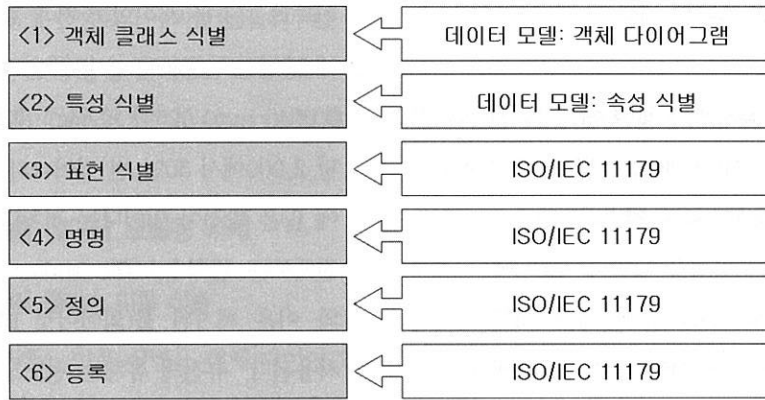 <1> 객체 클래스 식별
데이터 모델: 객체 다이어그램
<2> 특성 식별
데이터 모델: 속성 식별
<3> 표현 식별
ISO/IEC 11179
<4> 명명
ISO/IEC 11179
<5> 정의
ISO/IEC 11179
<6> 등록
ISO/IEC 11179